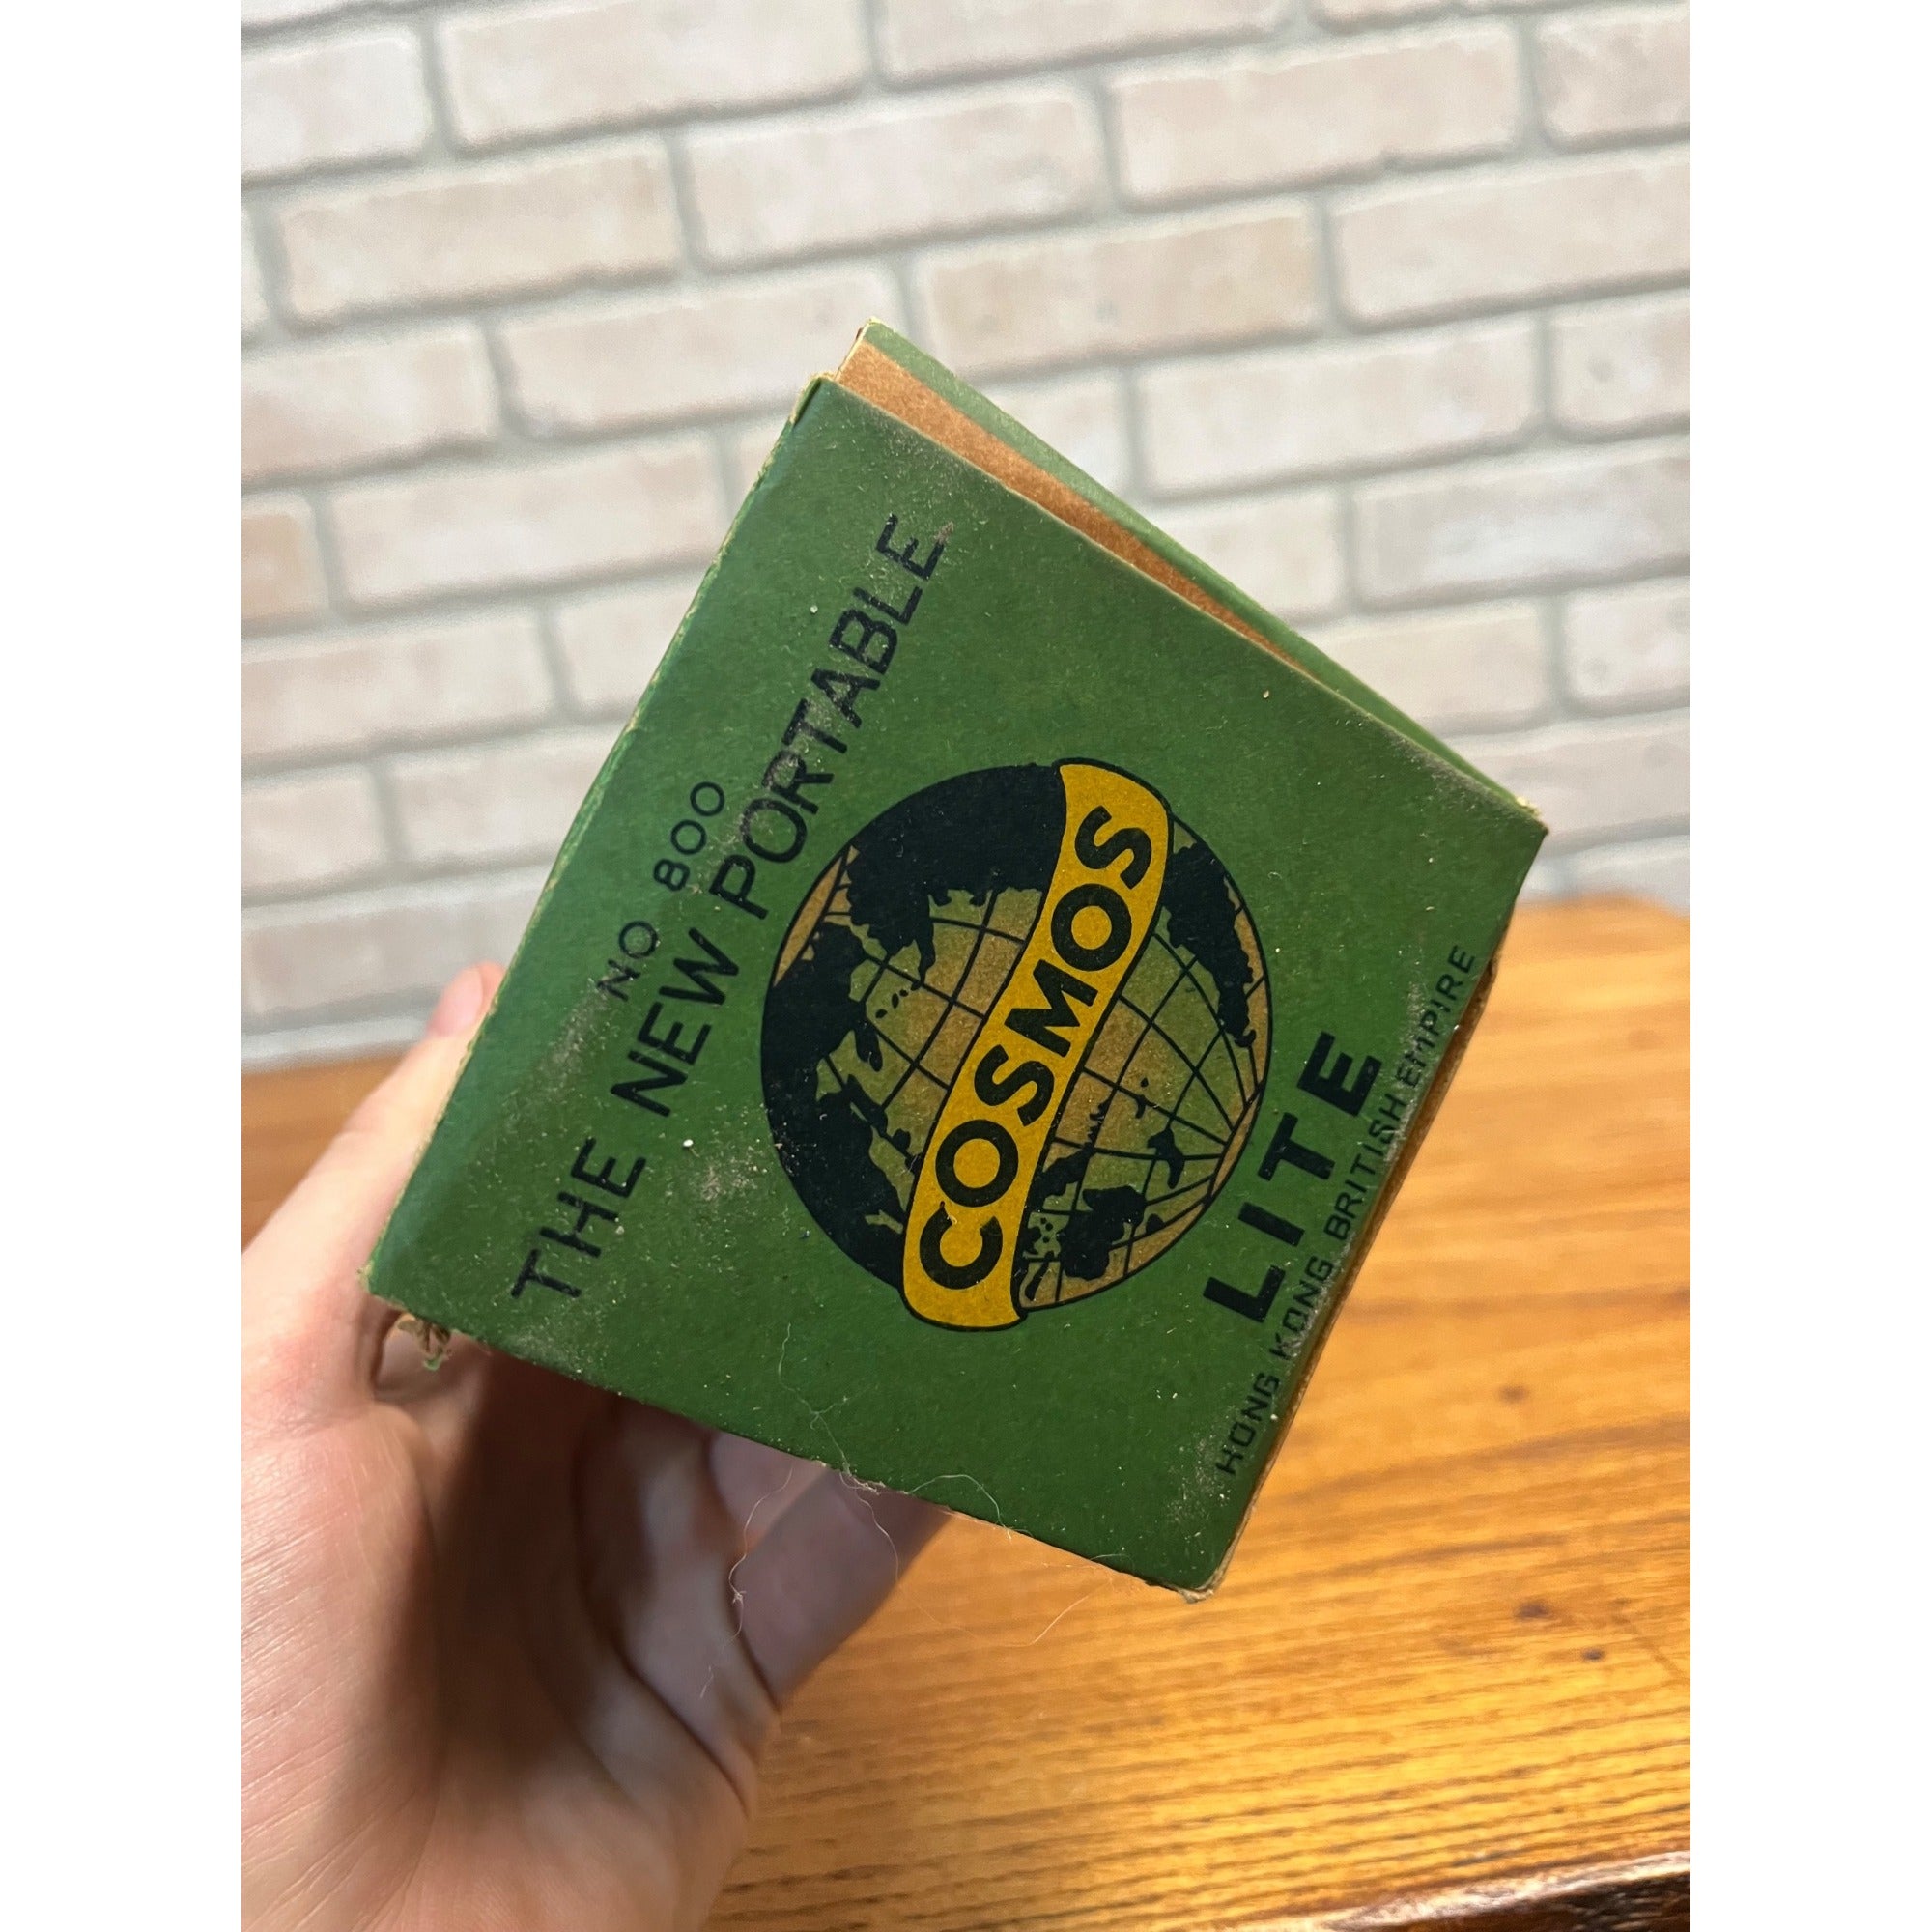 NO 800
THE NEW PORTABLE
COSMOS
LITE
HONG KONG BRITISH EMPIRE